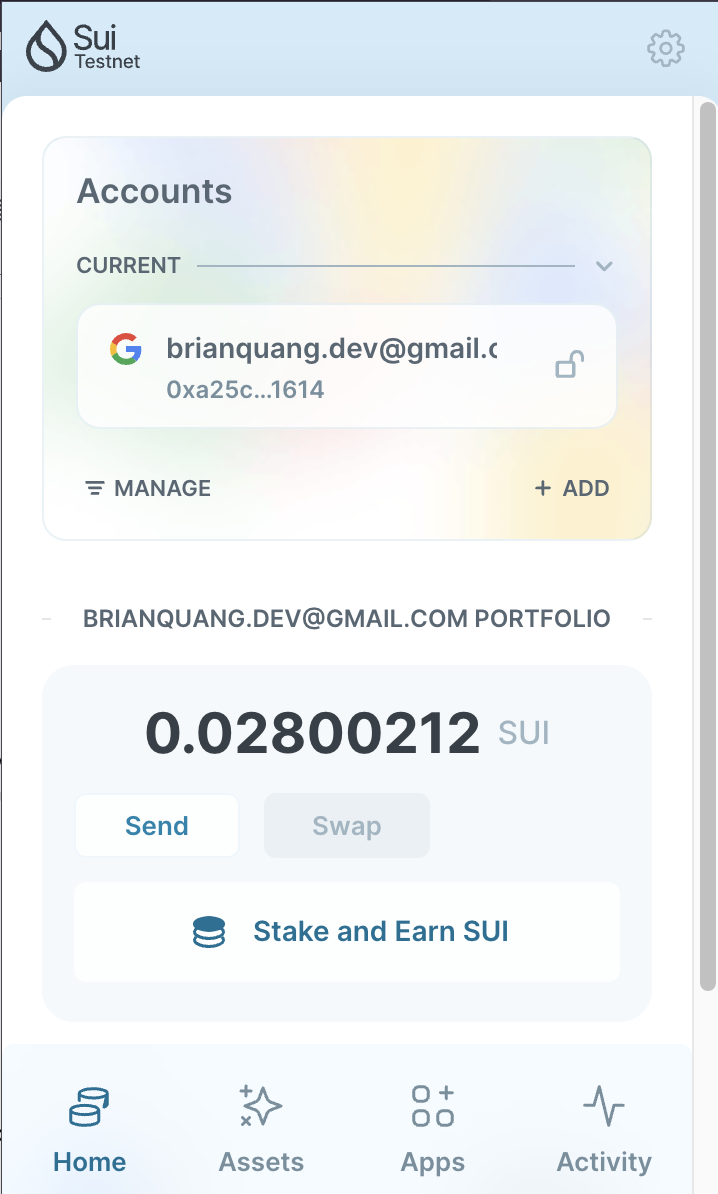 Sui
Testnet
Accounts
CURRENT
brianquang.dev@gmail.c
0xa25c...1614
MANAGE
+ ADD
BRIANQUANG.DEV@GMAIL.COM PORTFOLIO
0.02800212 SUI
Send Swap
Stake and Earn SUI
Home Assets Apps Activity